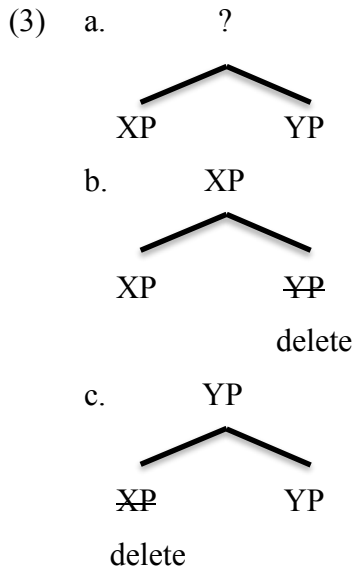 (3) a. ?
XP YP
b. XP
XP YP
delete
c. YP
XP YP
delete